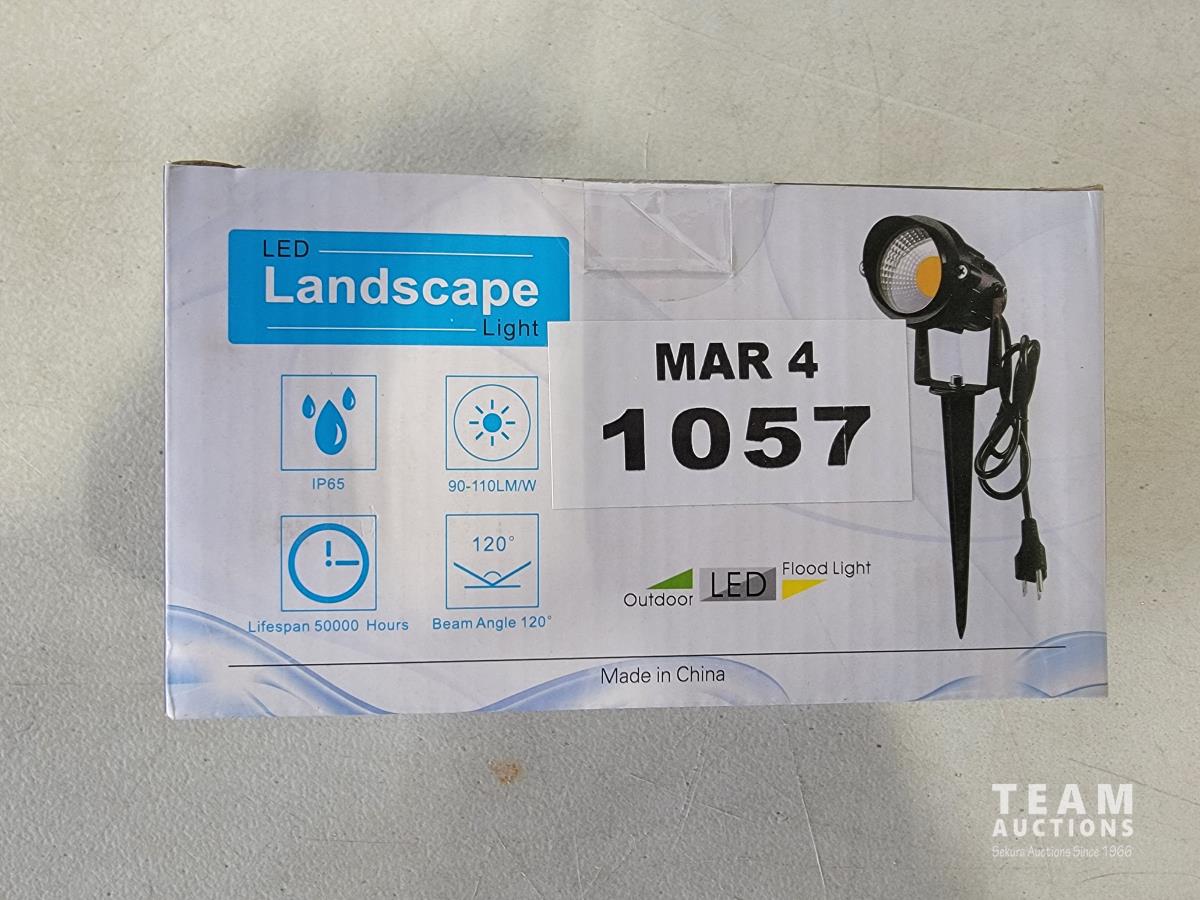 LED
Landscape
Light
MAR 4
1057
IP65
90-110LM/W
120°
Lifespan 50000 Hours
Beam Angle 120°
Outdoor LED Flood Light
Made in China
TEAM
AUCTIONS
Sekura Auctions Since 1966